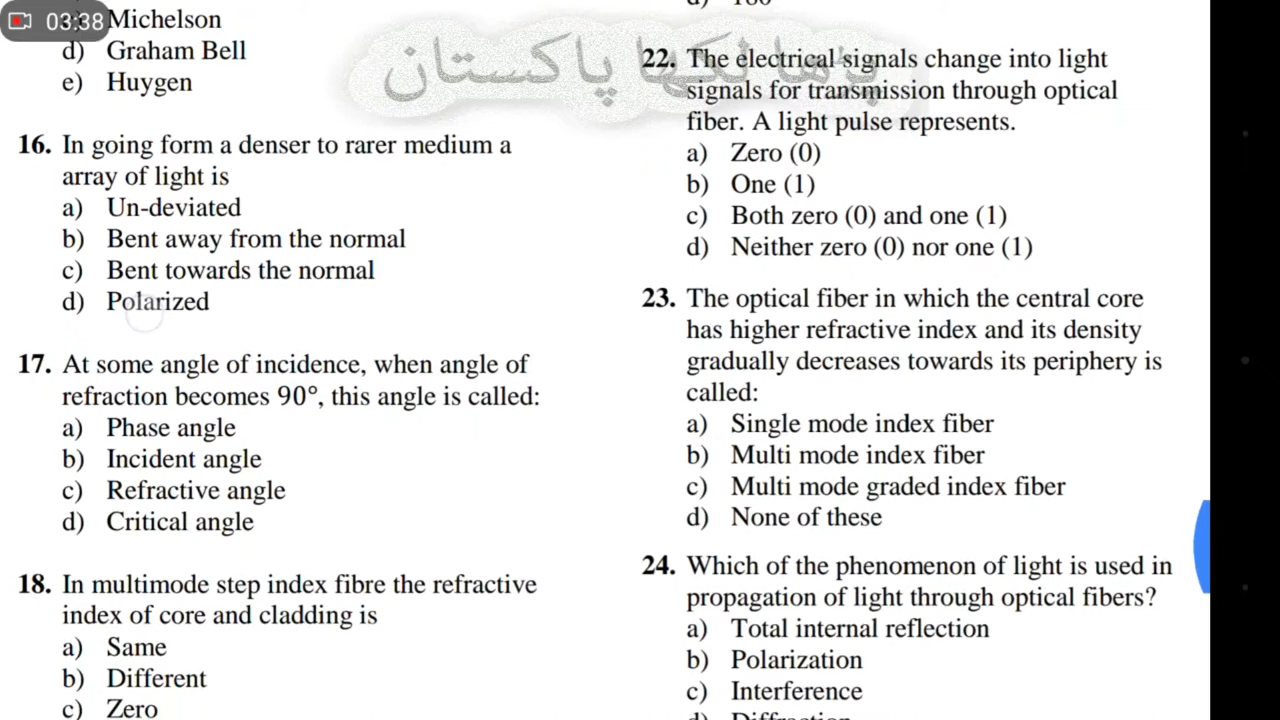 03:38
c) Michelson
d) Graham Bell
e) Huygen
16. In going form a denser to rarer medium a
array of light is
a) Un-deviated
b) Bent away from the normal
c) Bent towards the normal
d) Polarized
17. At some angle of incidence, when angle of
refraction becomes 90°, this angle is called:
a) Phase angle
b) Incident angle
c) Refractive angle
d) Critical angle
18. In multimode step index fibre the refractive
index of core and cladding is
a) Same
b) Different
c) Zero
پڑھا لکھا پاکستان
d) 180
22. The electrical signals change into light
signals for transmission through optical
fiber. A light pulse represents.
a) Zero (0)
b) One (1)
c) Both zero (0) and one (1)
d) Neither zero (0) nor one (1)
23. The optical fiber in which the central core
has higher refractive index and its density
gradually decreases towards its periphery is
called:
a) Single mode index fiber
b) Multi mode index fiber
c) Multi mode graded index fiber
d) None of these
24. Which of the phenomenon of light is used in
propagation of light through optical fibers?
a) Total internal reflection
b) Polarization
c) Interference
d) Diffraction